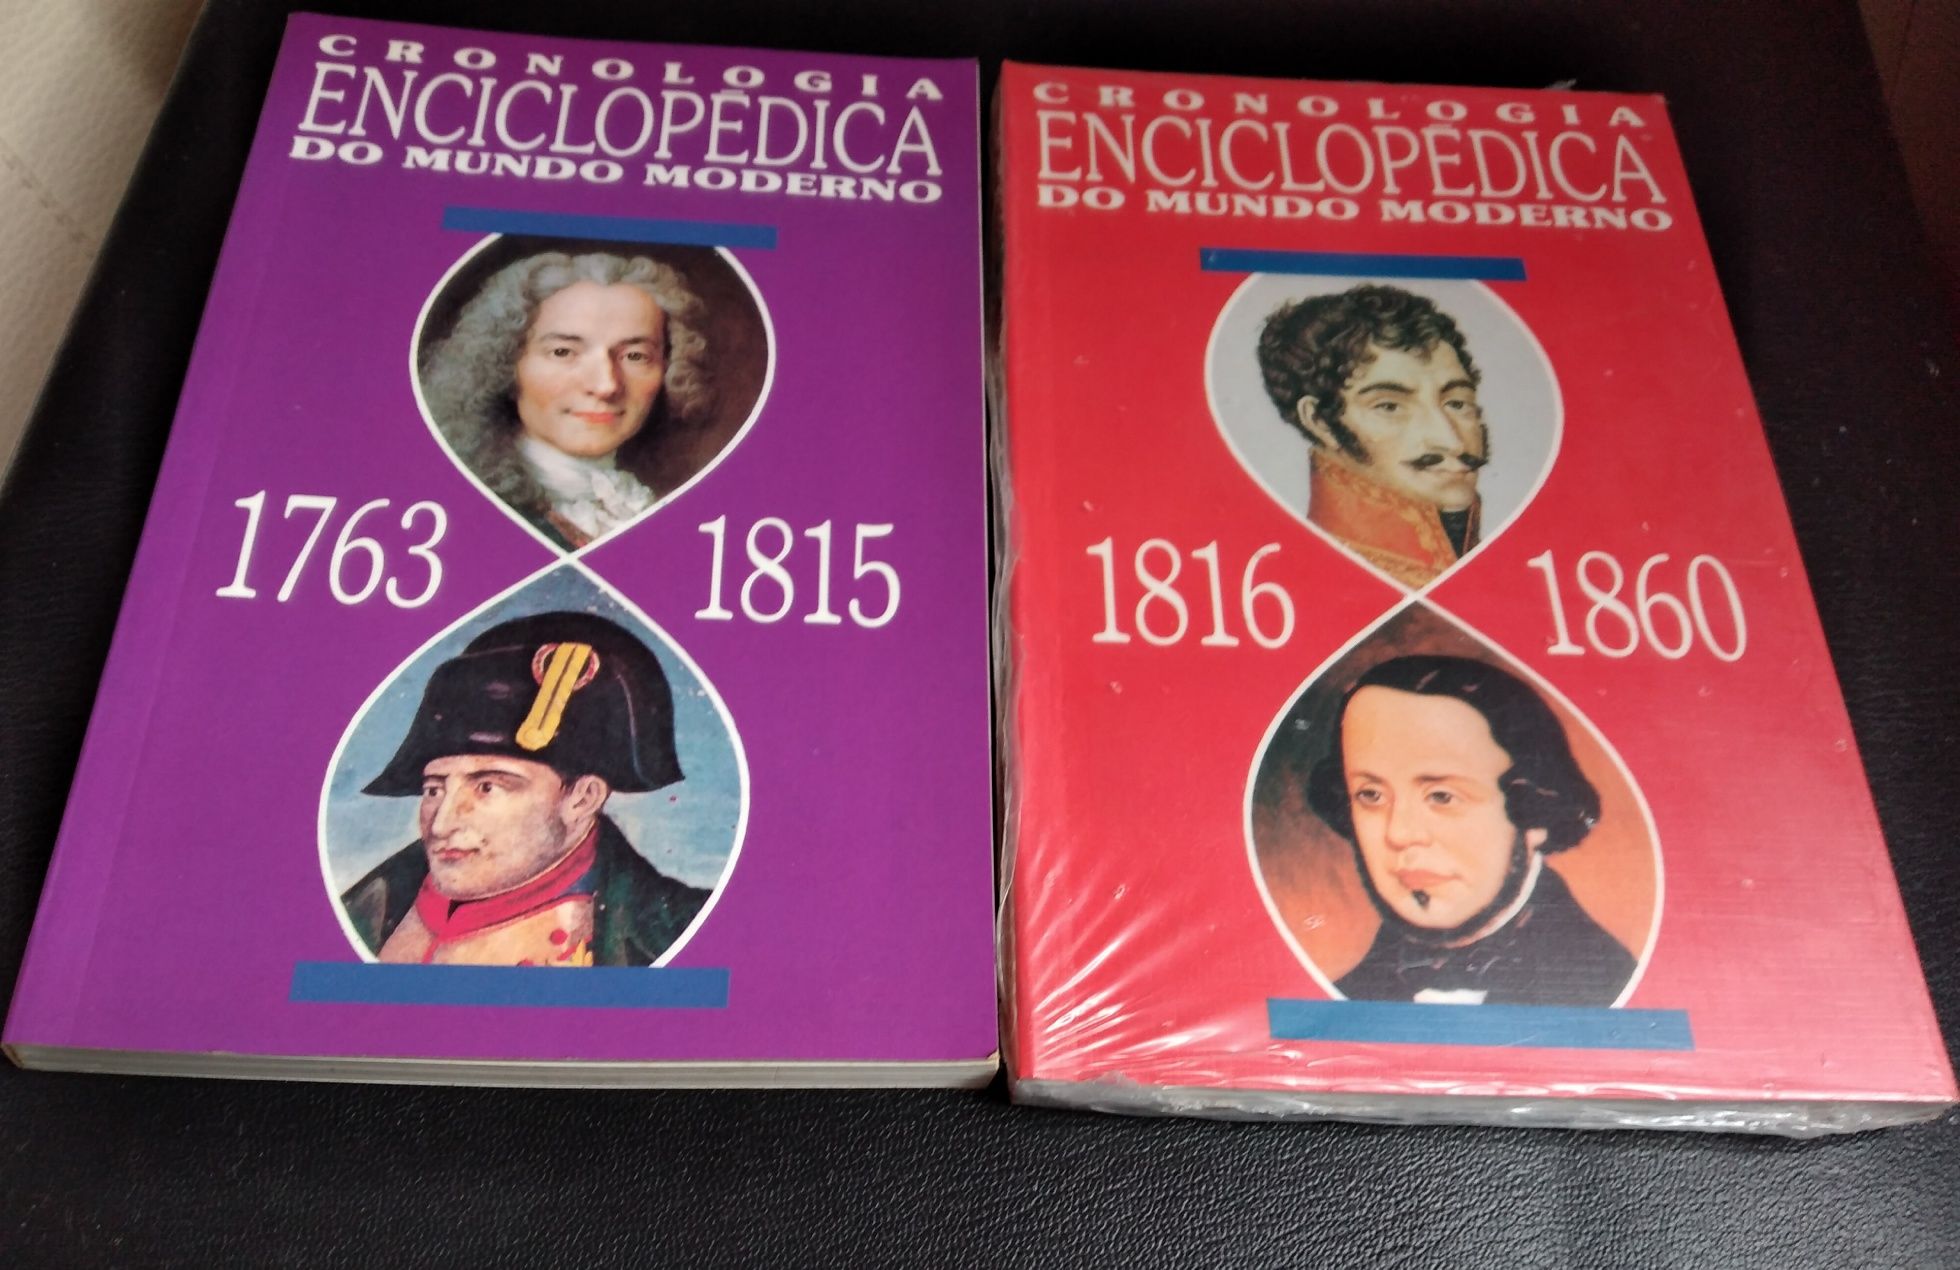 CRONOLOGIA
ENCICLOPÉDICA
DO MUNDO MODERNO
1763
1815
CRONOLOGIA
ENCICLOPÉDICA
DO MUNDO MODERNO
1816
1860